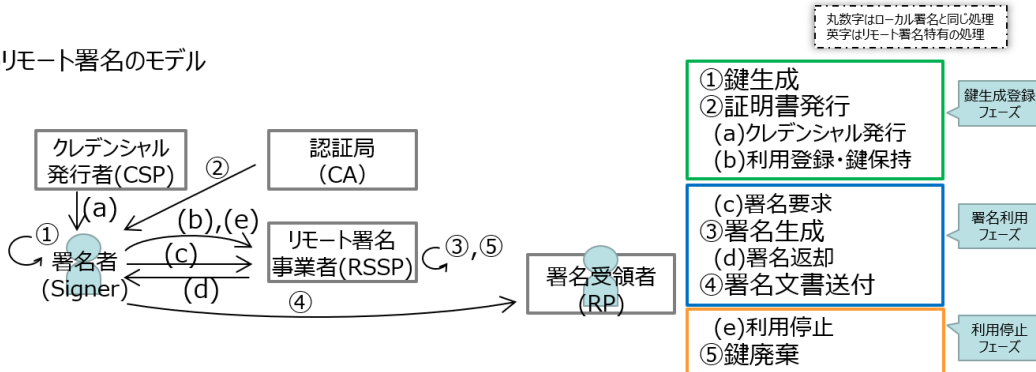 丸数字はローカル署名と同じ処理
英字はリモート署名特有の処理
リモート署名のモデル
クレデンシャル
発行者(CSP)
認証局
(CA)
②
(a)
①
署名者
(Signer)
(b),(e)
(c)
(d)
リモート署名
事業者(RSSP)
③,⑤
④
署名受領者
(RP)
①鍵生成
②証明書発行
(a)クレデンシャル発行
(b)利用登録・鍵保持
鍵生成登録
フェーズ
(c)署名要求
③署名生成
(d)署名返却
④署名文書送付
署名利用
フェーズ
(e)利用停止
⑤鍵廃棄
利用停止
フェーズ